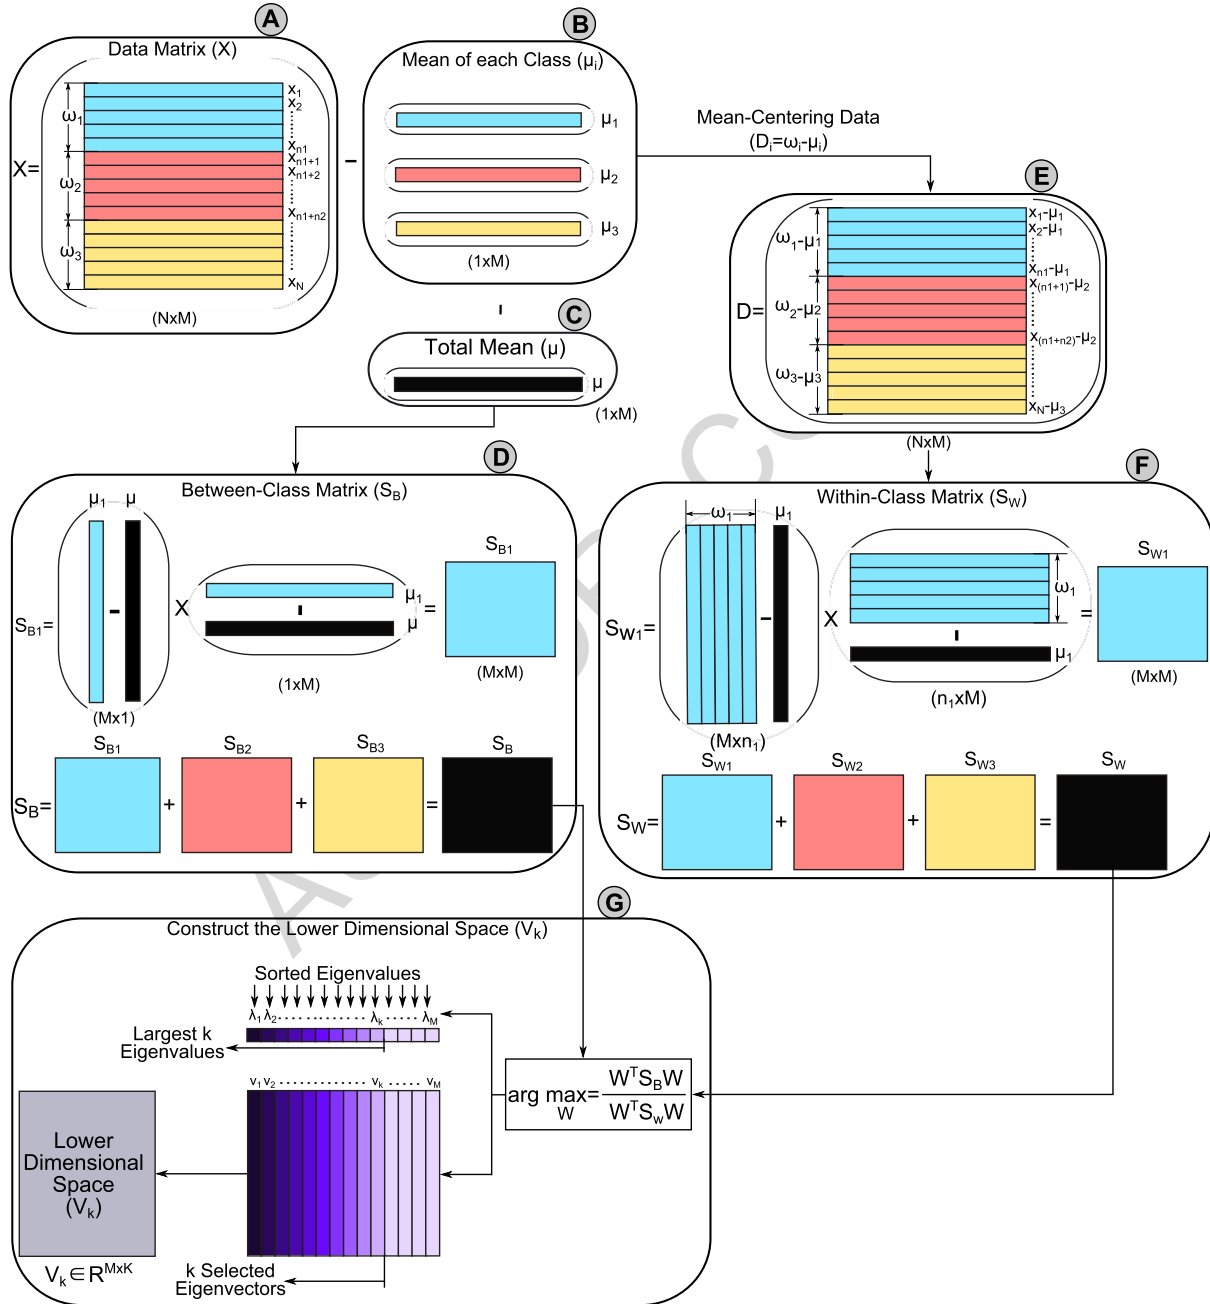 A
Data Matrix (X)
X=
ω1
ω2
ω3
x1
x2
xn1
xn1+1
xn1+2
xn1+n2
xN
(NxM)
−
B
Mean of each Class (μi)
μ1
μ2
μ3
(1xM)
−
C
Total Mean (μ)
μ
(1xM)
Mean-Centering Data
(Di=ωi-μi)
E
D=
ω1-μ1
ω2-μ2
ω3-μ3
x1-μ1
x2-μ1
xn1-μ1
x(n1+1)-μ2
x(n1+n2)-μ2
xN-μ3
(NxM)
D
Between-Class Matrix (SB)
μ1 μ
SB1=
−
(Mx1)
X
μ1
−
μ
(1xM)
=
SB1
(MxM)
SB1 SB2 SB3 SB
SB= + + =
F
Within-Class Matrix (SW)
ω1 μ1
SW1=
−
(Mxn1)
X
ω1
−
μ1
(n1xM)
=
SW1
(MxM)
SW1 SW2 SW3 SW
SW= + + =
G
Construct the Lower Dimensional Space (Vk)
Sorted Eigenvalues
λ1 λ2 ............... λk ...... λM
Largest k
Eigenvalues
v1 v2 ............... vk ..... vM
arg max= WTSBW
W WTSwW
Lower
Dimensional
Space
(Vk)
Vk∈RMxK
k Selected
Eigenvectors